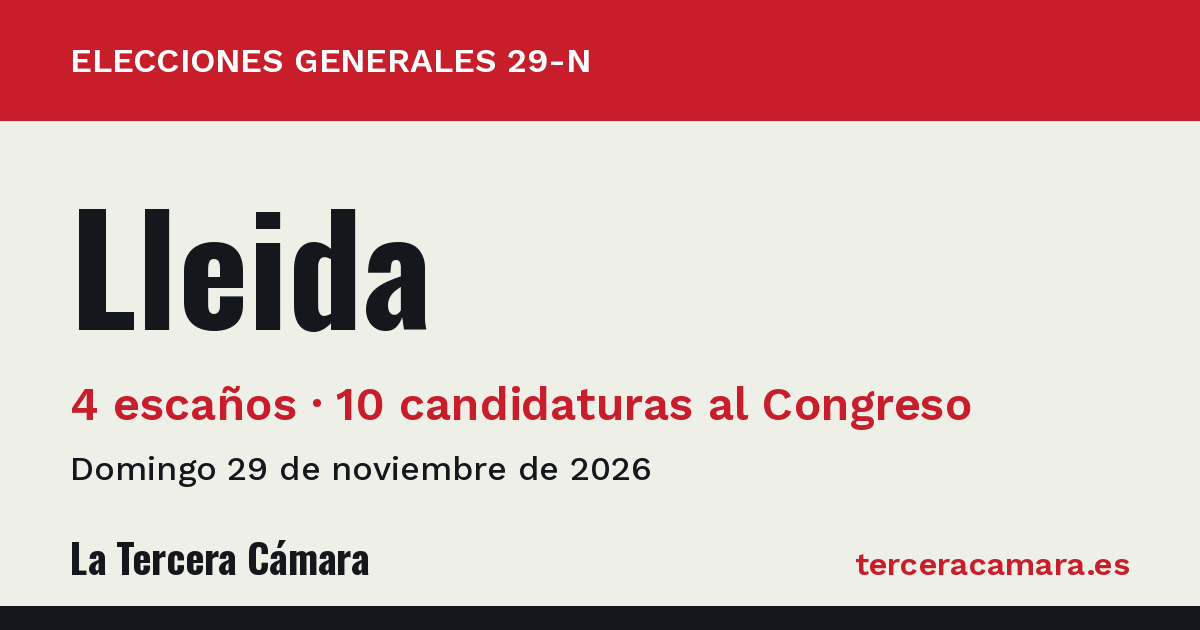 ELECCIONES GENERALES 29-N
Lleida
4 escaños · 10 candidaturas al Congreso
Domingo 29 de noviembre de 2026
La Tercera Cámara
terceracamara.es